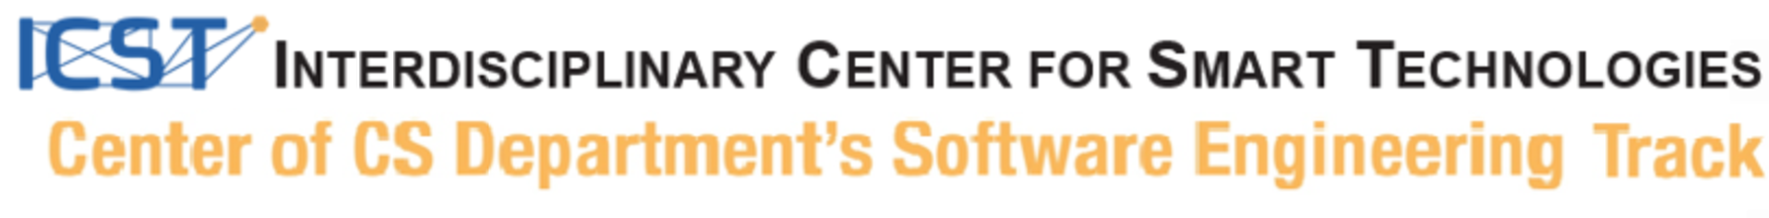 ICST INTERDISCIPLINARY CENTER FOR SMART TECHNOLOGIES
Center of CS Department's Software Engineering Track